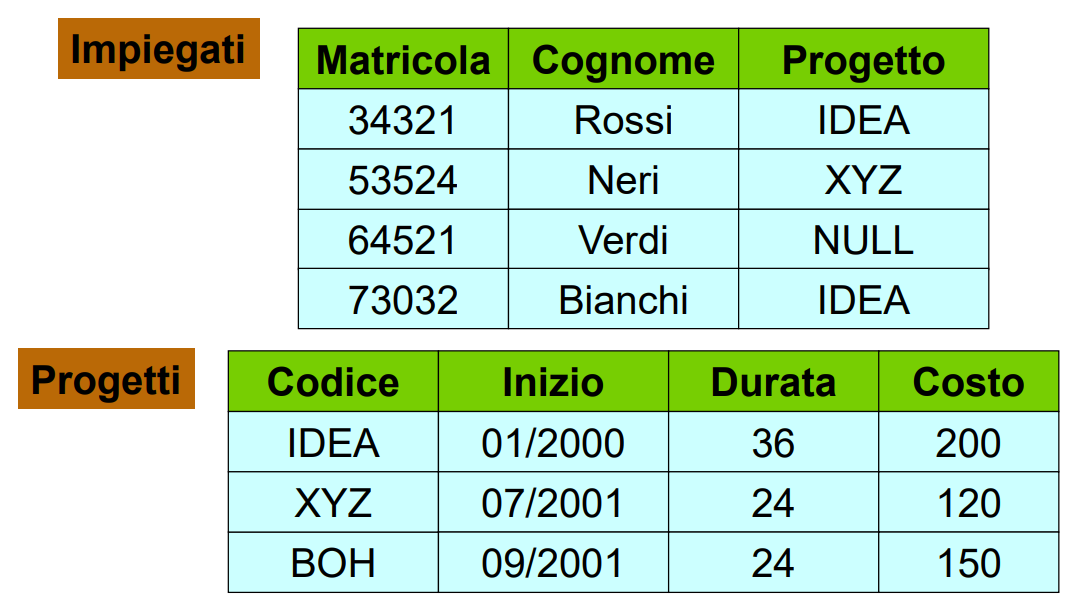 Impiegati
Matricola Cognome Progetto
34321 Rossi IDEA
53524 Neri XYZ
64521 Verdi NULL
73032 Bianchi IDEA
Progetti
Codice Inizio Durata Costo
IDEA 01/2000 36 200
XYZ 07/2001 24 120
BOH 09/2001 24 150